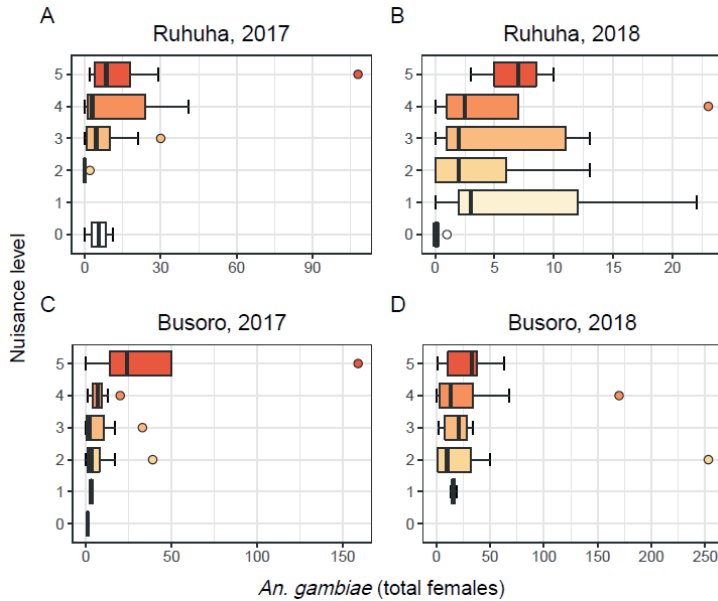 A
Ruhuha, 2017
5
4
3
2
1
0
0 30 60 90
B
Ruhuha, 2018
5
4
3
2
1
0
0 5 10 15 20
Nuisance level
C
Busoro, 2017
5
4
3
2
1
0
0 50 100 150
D
Busoro, 2018
5
4
3
2
1
0
0 50 100 150 200 250
An. gambiae (total females)